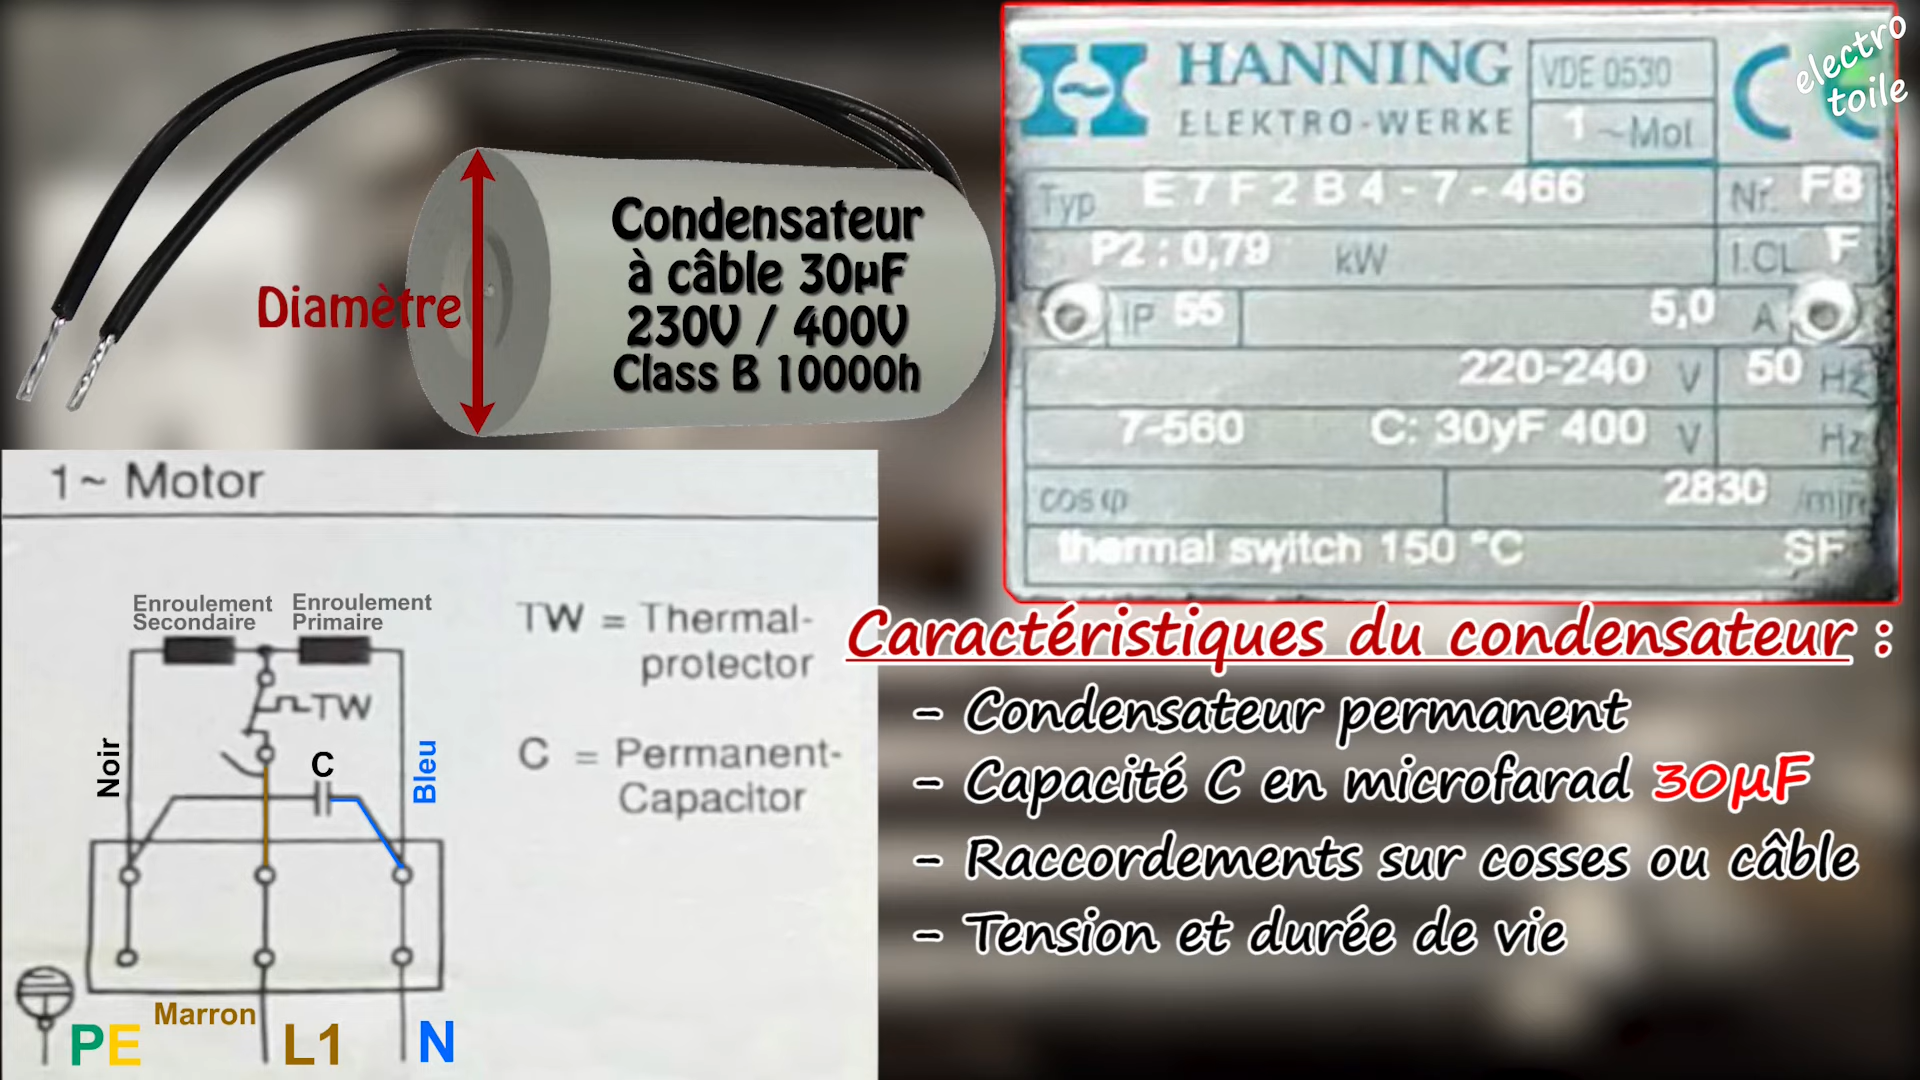 Condensateur
à câble 30µF
230V / 400V
Class B 10000h
Diamètre
HANNING
ELEKTRO-WERKE
VDE 0530
1 ~Mot
electro
toile
Typ E7F2B4-7-466
Nr. F8
P2 : 0,79 kW
I.CL F
IP 55
5,0 A
220-240 V 50 Hz
7-560 C: 30yF 400 V Hz
cos φ 2830 /min
thermal switch 150 °C SF
1~ Motor
Enroulement
Secondaire
Enroulement
Primaire
TW
TW = Thermal-
protector
Noir
C
Bleu
C = Permanent-
Capacitor
PE
Marron
L1
N
Caractéristiques du condensateur :
- Condensateur permanent
- Capacité C en microfarad 30µF
- Raccordements sur cosses ou câble
- Tension et durée de vie